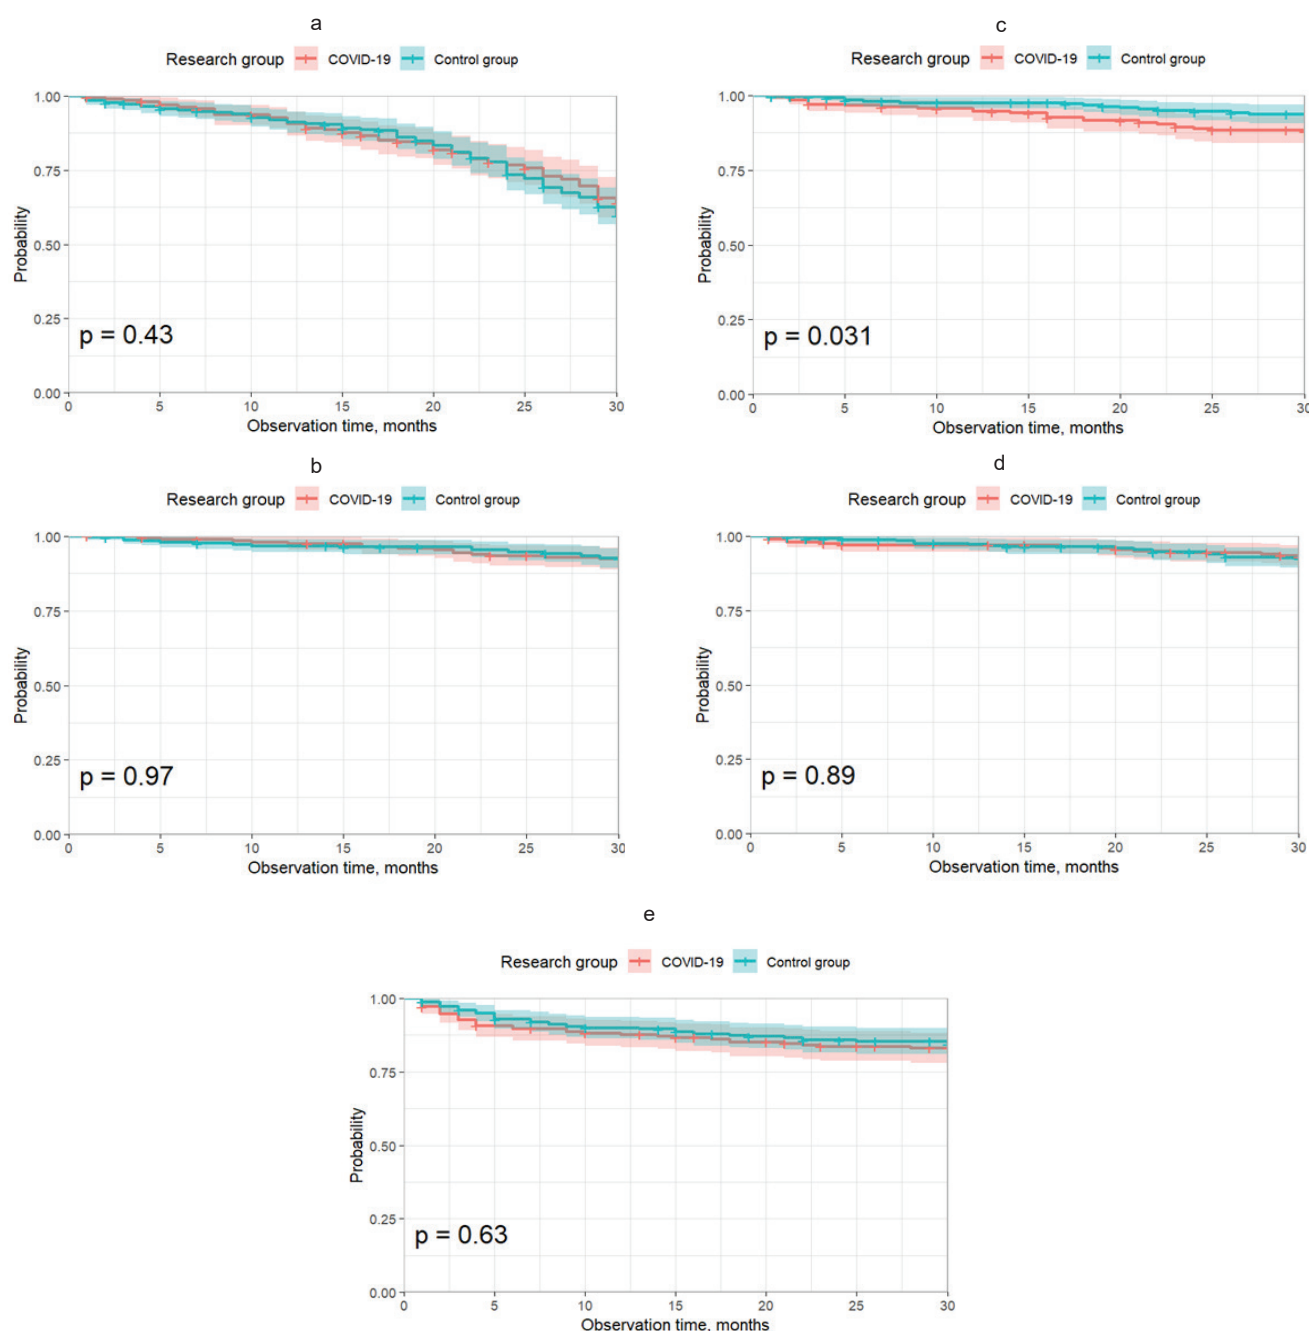 a
Research group COVID-19 Control group
1.00
0.75
0.50
0.25
0.00
Probability
p = 0.43
0 5 10 15 20 25 30
Observation time, months
c
Research group COVID-19 Control group
1.00
0.75
0.50
0.25
0.00
Probability
p = 0.031
0 5 10 15 20 25 30
Observation time, months
b
Research group COVID-19 Control group
1.00
0.75
0.50
0.25
0.00
Probability
p = 0.97
0 5 10 15 20 25 30
Observation time, months
d
Research group COVID-19 Control group
1.00
0.75
0.50
0.25
0.00
Probability
p = 0.89
0 5 10 15 20 25 30
Observation time, months
e
Research group COVID-19 Control group
1.00
0.75
0.50
0.25
0.00
Probability
p = 0.63
0 5 10 15 20 25 30
Observation time, months